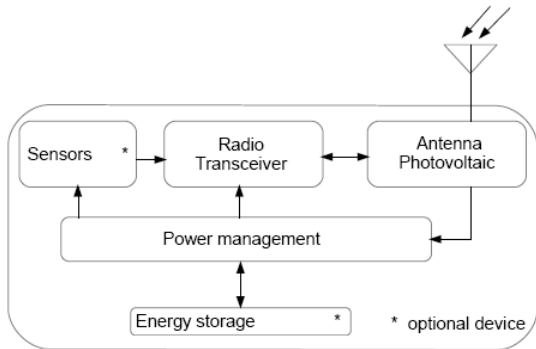 Sensors *
Radio
Transceiver
Antenna
Photovoltaic
Power management
Energy storage *
* optional device